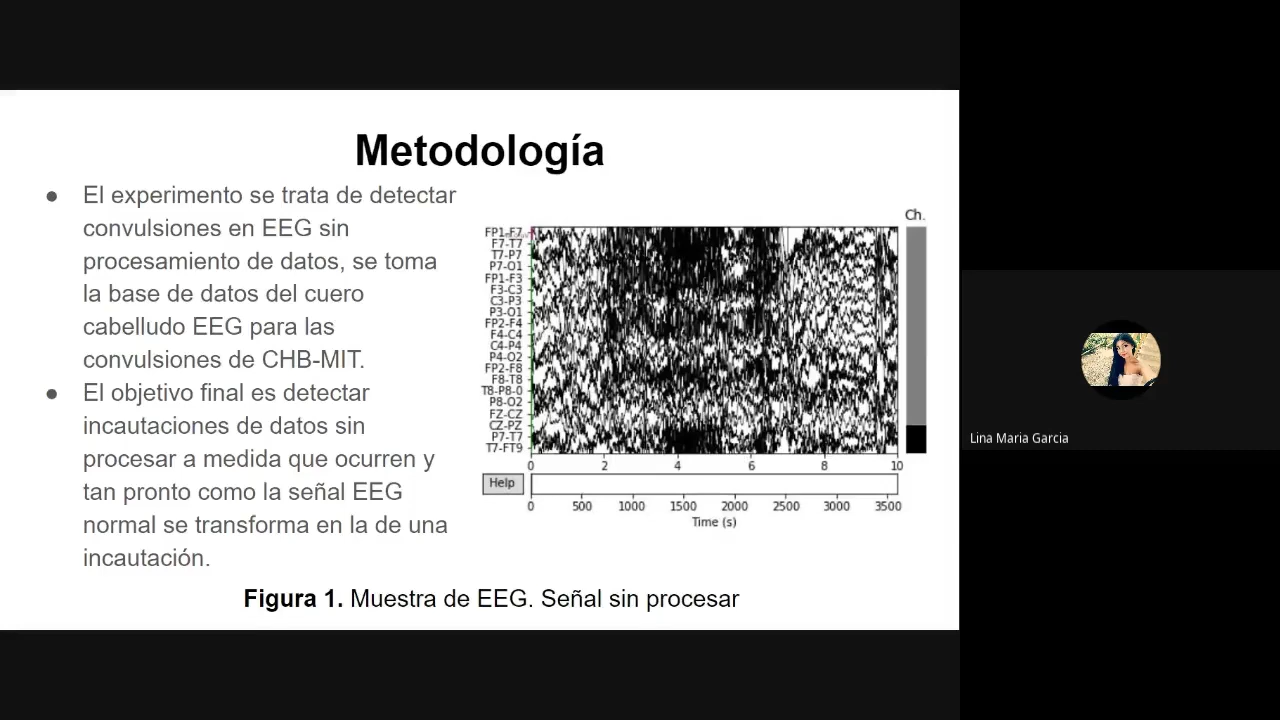 Metodología
● El experimento se trata de detectar
convulsiones en EEG sin
procesamiento de datos, se toma
la base de datos del cuero
cabelludo EEG para las
convulsiones de CHB-MIT.
● El objetivo final es detectar
incautaciones de datos sin
procesar a medida que ocurren y
tan pronto como la señal EEG
normal se transforma en la de una
incautación.
Ch.
FP1-F7
F7-T7
T7-P7
P7-O1
FP1-F3
F3-C3
C3-P3
P3-O1
FP2-F4
F4-C4
C4-P4
P4-O2
FP2-F8
F8-T8
T8-P8-0
P8-O2
FZ-CZ
CZ-PZ
P7-T7
T7-FT9
0 2 4 6 8 10
Help
0 500 1000 1500 2000 2500 3000 3500
Time (s)
Figura 1. Muestra de EEG. Señal sin procesar
Lina Maria Garcia